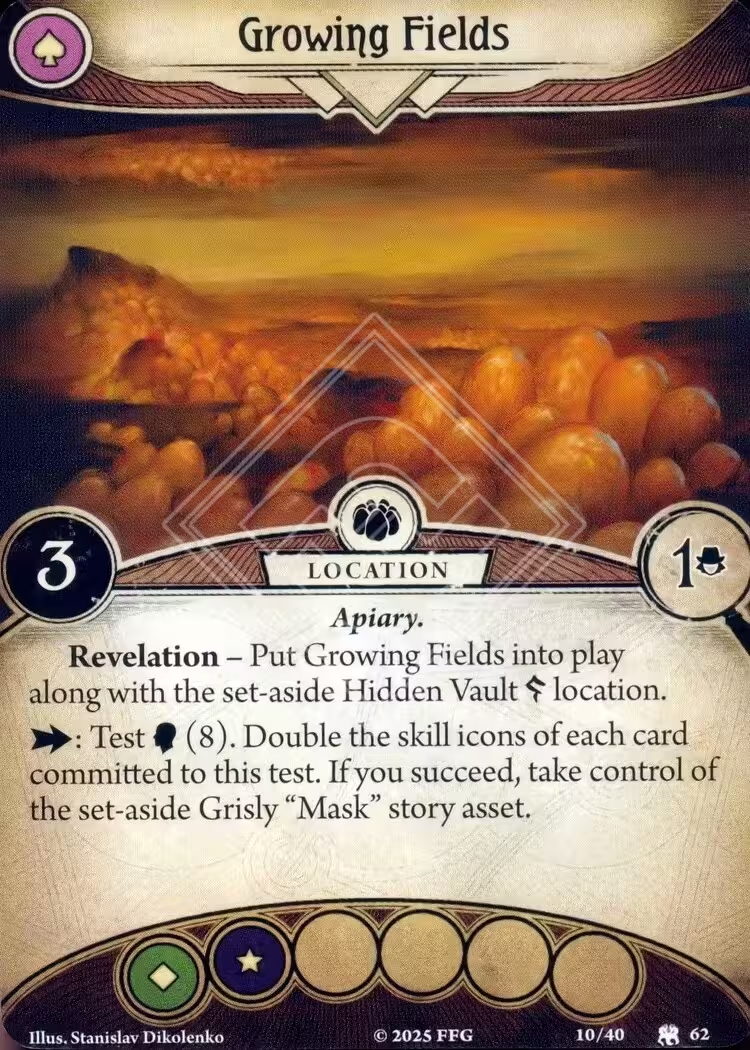 Growing Fields
3
1
LOCATION
Apiary.
Revelation – Put Growing Fields into play
along with the set-aside Hidden Vault location.
: Test (8). Double the skill icons of each card
committed to this test. If you succeed, take control of
the set-aside Grisly “Mask” story asset.
Illus. Stanislav Dikolenko
© 2025 FFG
10/40
62